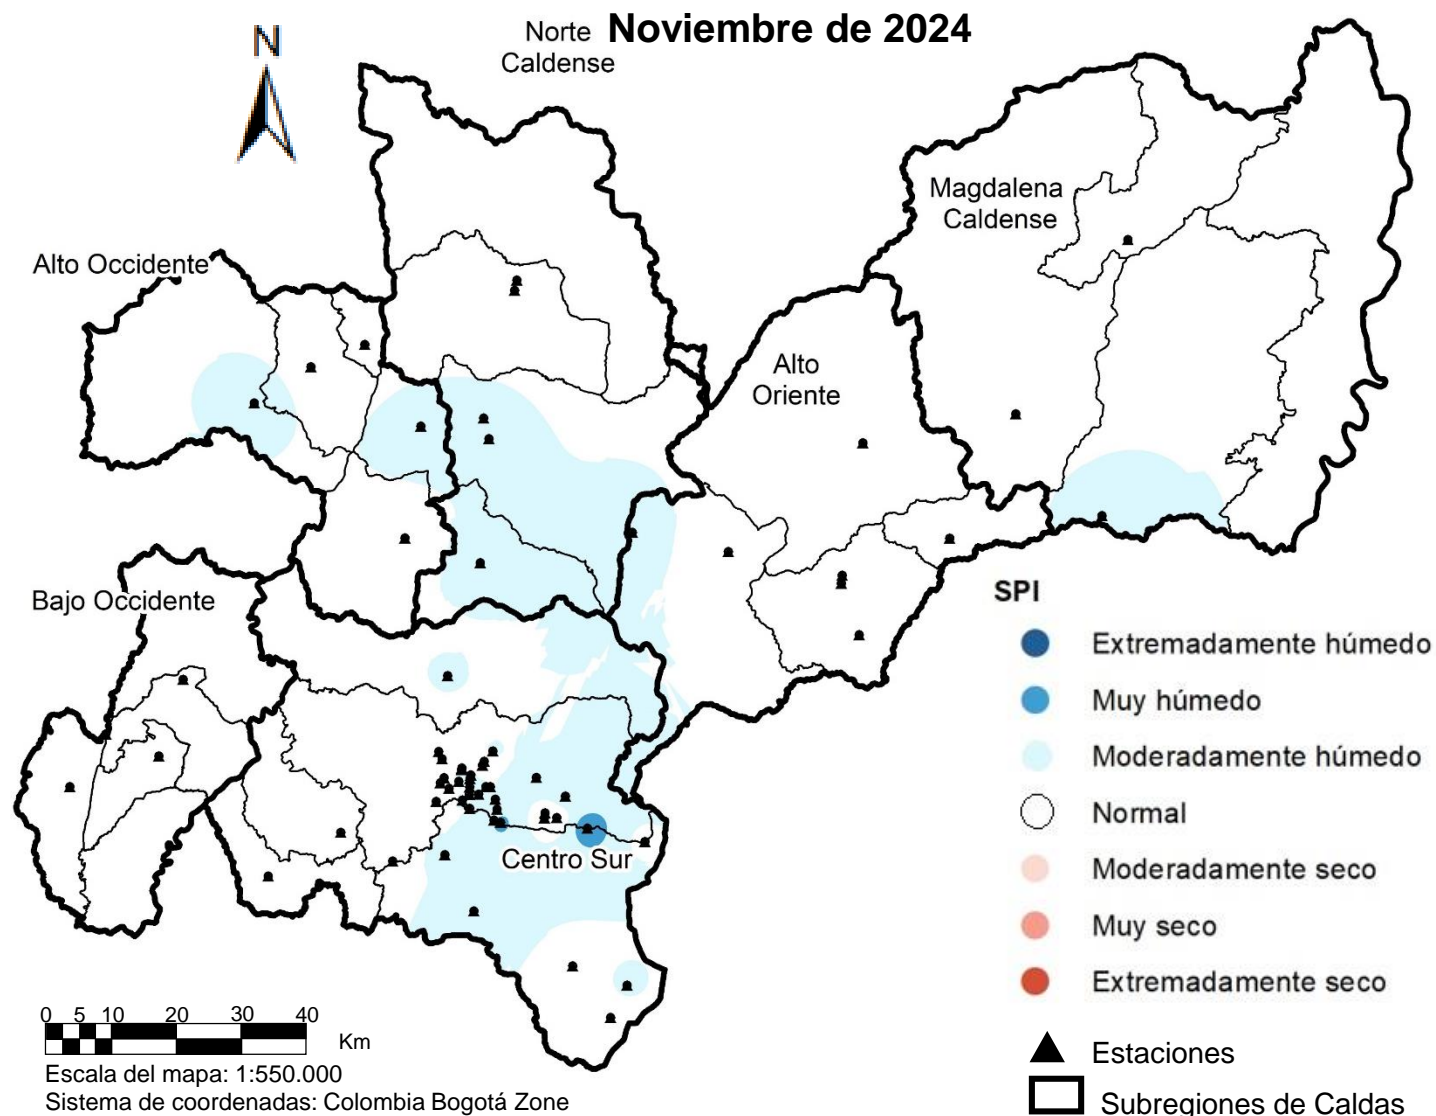 Noviembre de 2024
N
Norte
Caldense
Magdalena
Caldense
Alto Occidente
Alto
Oriente
Bajo Occidente
Centro Sur
SPI
Extremadamente húmedo
Muy húmedo
Moderadamente húmedo
Normal
Moderadamente seco
Muy seco
Extremadamente seco
Estaciones
Subregiones de Caldas
0 5 10 20 30 40
Km
Escala del mapa: 1:550.000
Sistema de coordenadas: Colombia Bogotá Zone